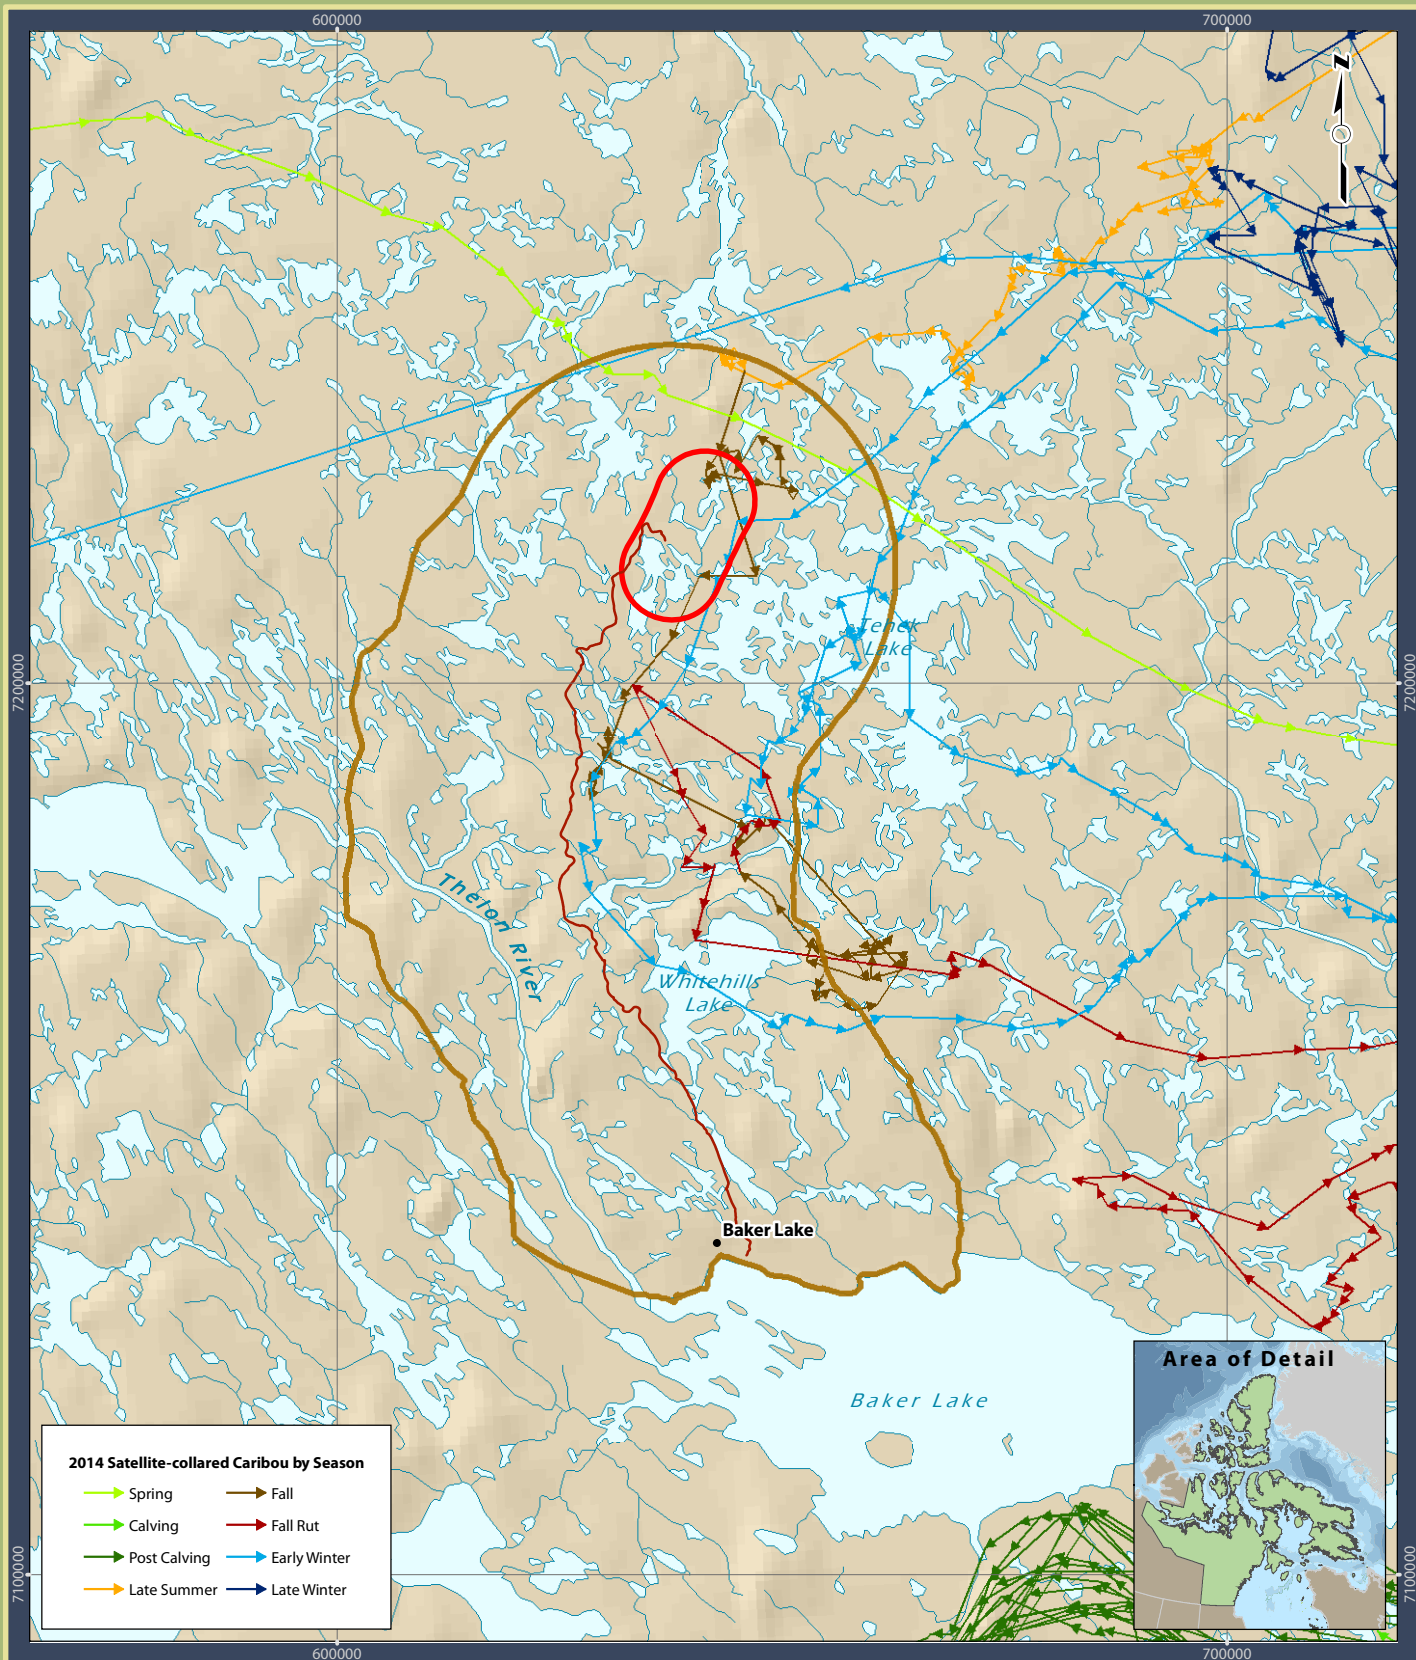 600000
700000
N
7200000
7200000
Tehek
Lake
Thelon River
Whitehills
Lake
Baker Lake
Baker Lake
Area of Detail
2014 Satellite-collared Caribou by Season
Spring
Fall
Calving
Fall Rut
Post Calving
Early Winter
Late Summer
Late Winter
7100000
7100000
600000
700000